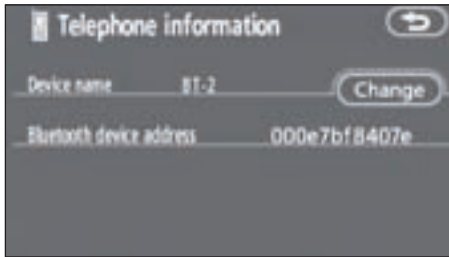 Telephone information
Device name BT-2 Change
Bluetooth device address 000e7bf8407e